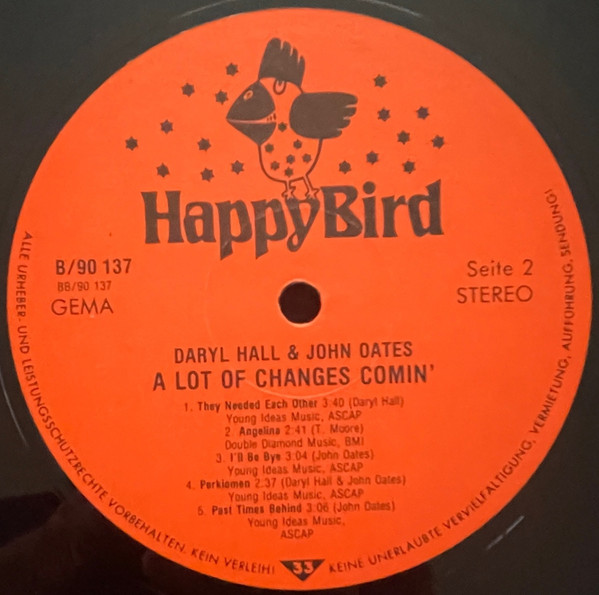 HappyBird
B/90 137
BB/90 137
GEMA
Seite 2
STEREO
DARYL HALL & JOHN OATES
A LOT OF CHANGES COMIN'
1. They Needed Each Other 3:40 (Daryl Hall)
Young Ideas Music, ASCAP
2. Angelina 2:41 (T. Moore)
Double Diamond Music, BMI
3. I'll Be Bye 3:04 (John Oates)
Young Ideas Music, ASCAP
4. Perkiomen 2:37 (Daryl Hall & John Oates)
Young Ideas Music, ASCAP
5. Past Times Behind 3:06 (John Oates)
Young Ideas Music,
ASCAP
33
ALLE URHEBER- UND LEISTUNGSSCHUTZRECHTE VORBEHALTEN. KEIN VERLEIH! KEINE UNERLAUBTE VERVIELFÄLTIGUNG, VERMIETUNG, AUFFÜHRUNG, SENDUNG!